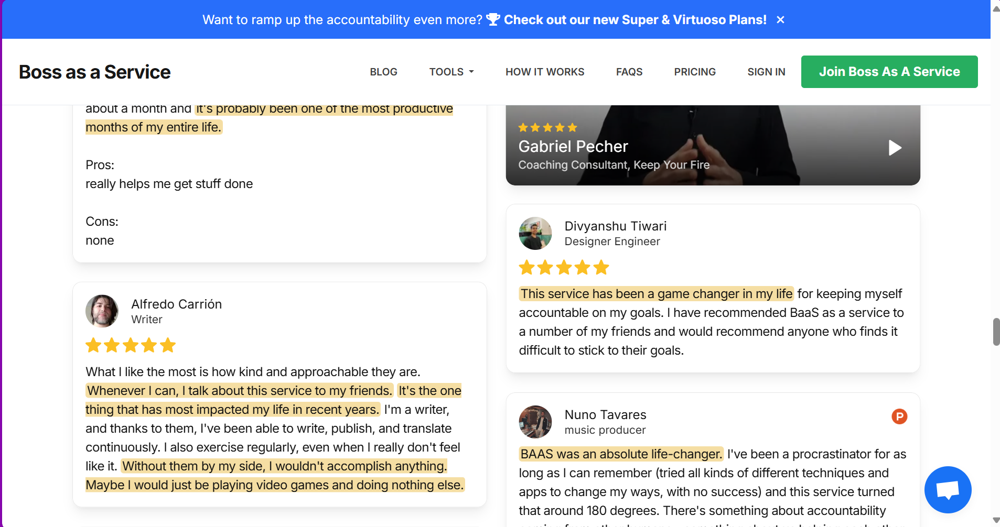 Want to ramp up the accountability even more? 🏆 Check out our new Super & Virtuoso Plans! ×
Boss as a Service
BLOG
TOOLS
HOW IT WORKS
FAQS
PRICING
SIGN IN
Join Boss As A Service
about a month and it's probably been one of the most productive
months of my entire life.
Pros:
really helps me get stuff done
Cons:
none
Alfredo Carrión
Writer
What I like the most is how kind and approachable they are.
Whenever I can, I talk about this service to my friends. It's the one
thing that has most impacted my life in recent years. I'm a writer,
and thanks to them, I've been able to write, publish, and translate
continuously. I also exercise regularly, even when I really don't feel
like it. Without them by my side, I wouldn't accomplish anything.
Maybe I would just be playing video games and doing nothing else.
Gabriel Pecher
Coaching Consultant, Keep Your Fire
Divyanshu Tiwari
Designer Engineer
This service has been a game changer in my life for keeping myself
accountable on my goals. I have recommended BaaS as a service to
a number of my friends and would recommend anyone who finds it
difficult to stick to their goals.
Nuno Tavares
music producer
P
BAAS was an absolute life-changer. I've been a procrastinator for as
long as I can remember (tried all kinds of different techniques and
apps to change my ways, with no success) and this service turned
that around 180 degrees. There's something about accountability